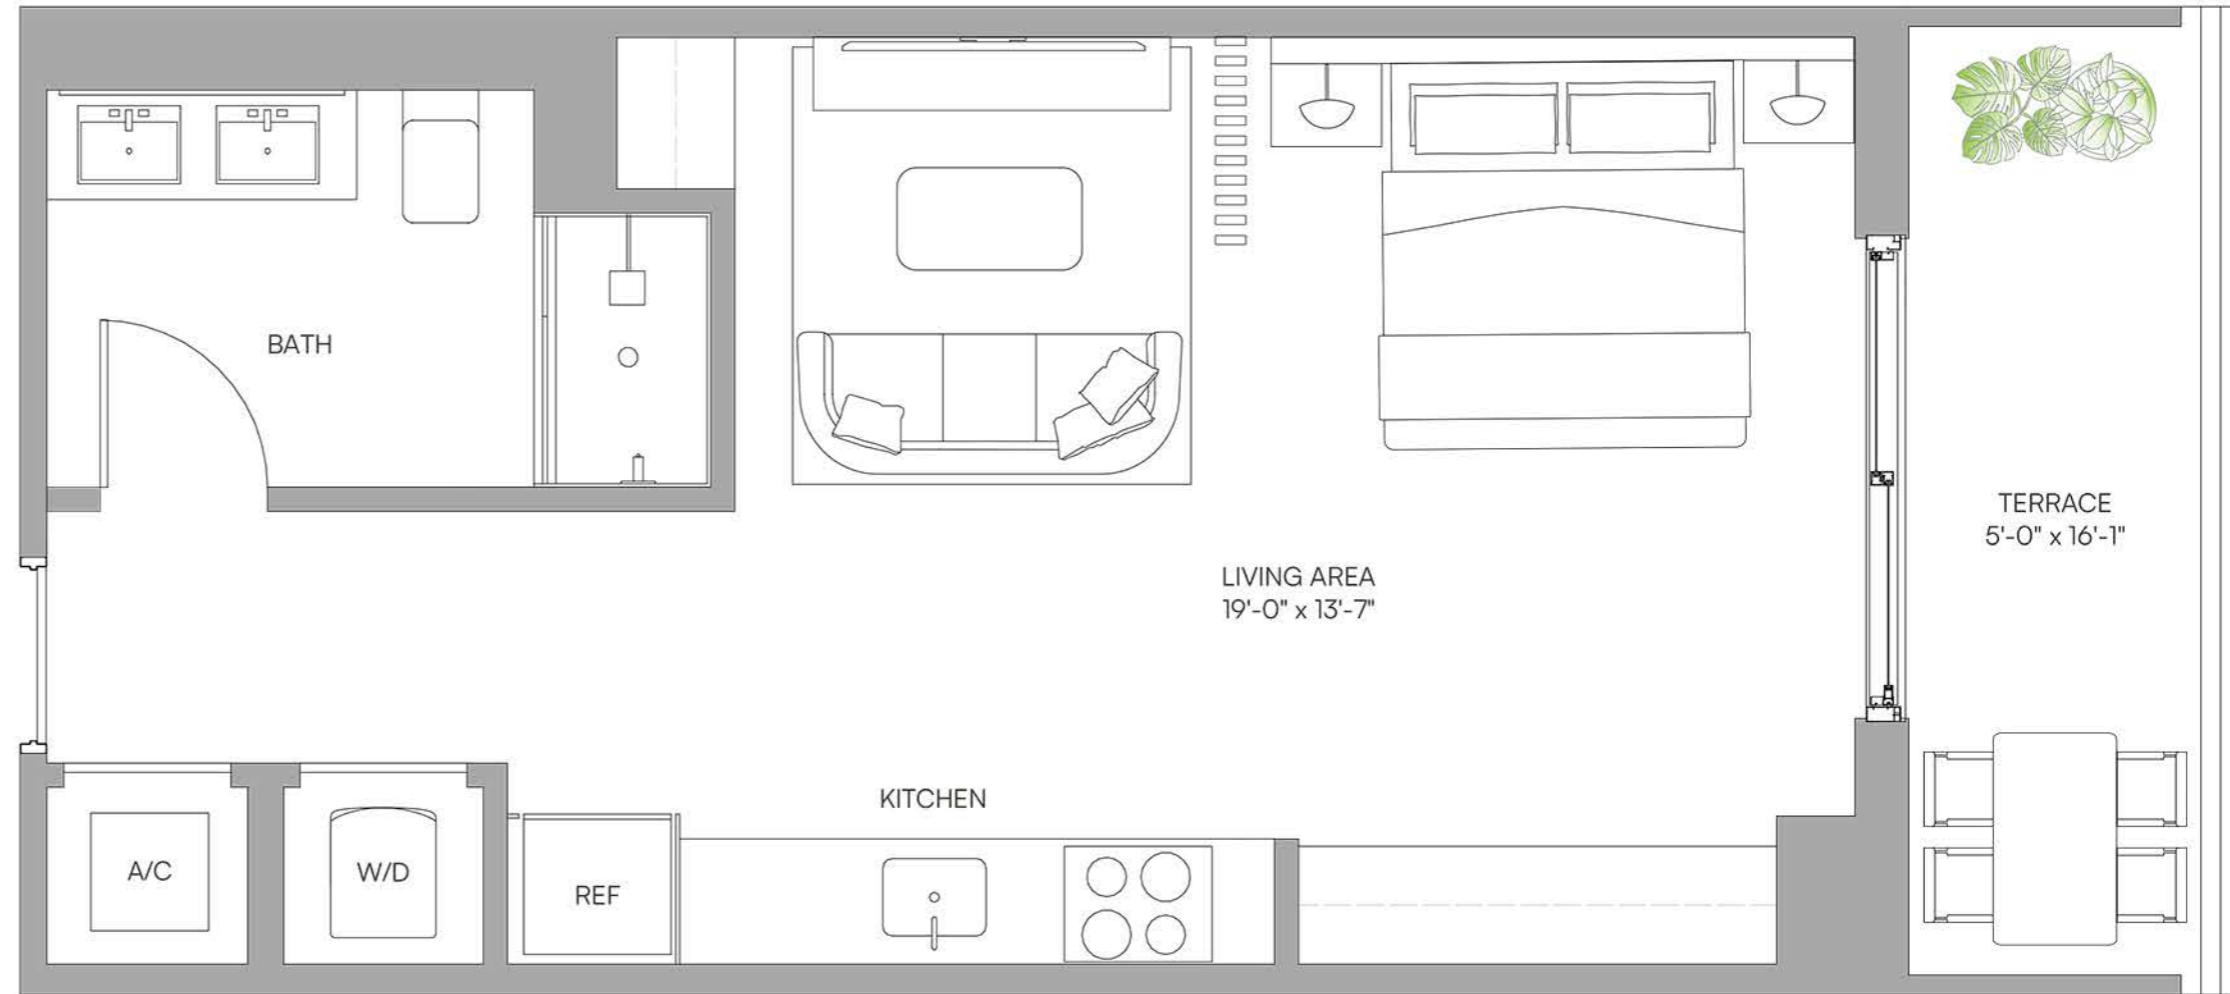 BATH
TERRACE
5'-0" x 16'-1"
LIVING AREA
19'-0" x 13'-7"
KITCHEN
A/C
W/D
REF